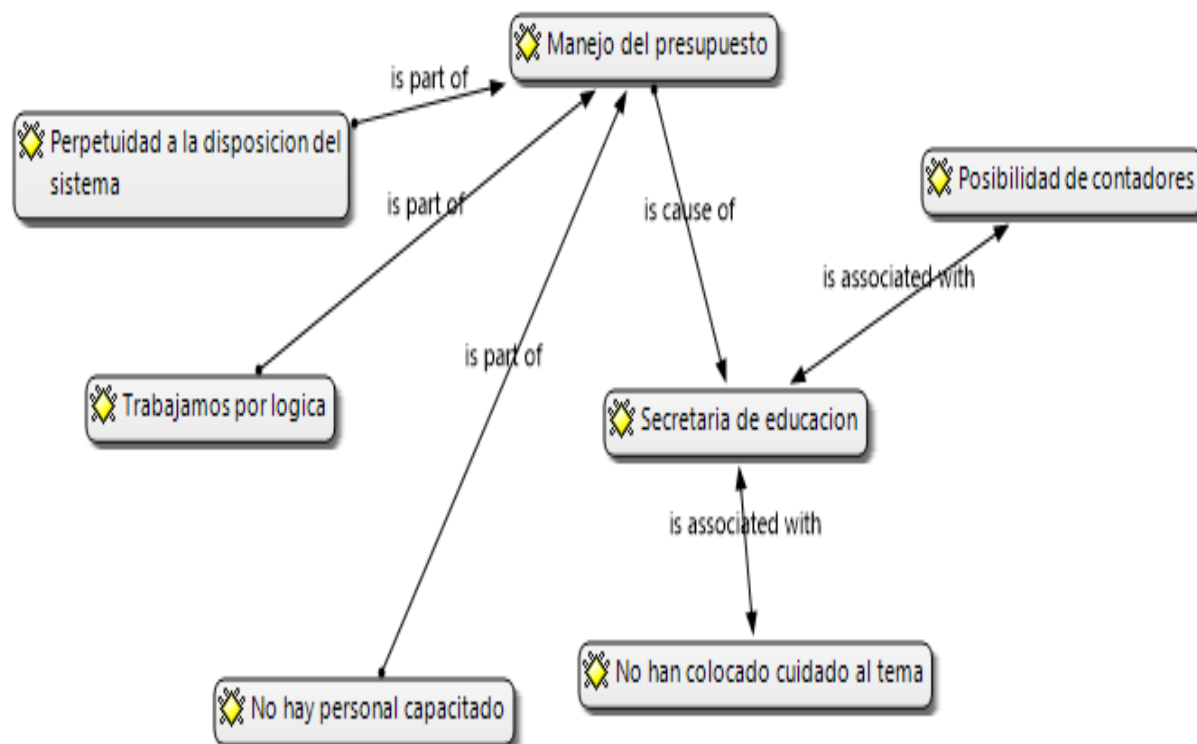 Manejo del presupuesto
is part of
Perpetuidad a la disposicion del
sistema
Posibilidad de contadores
is part of
is cause of
is associated with
is part of
Trabajamos por logica
Secretaria de educacion
is associated with
No han colocado cuidado al tema
No hay personal capacitado